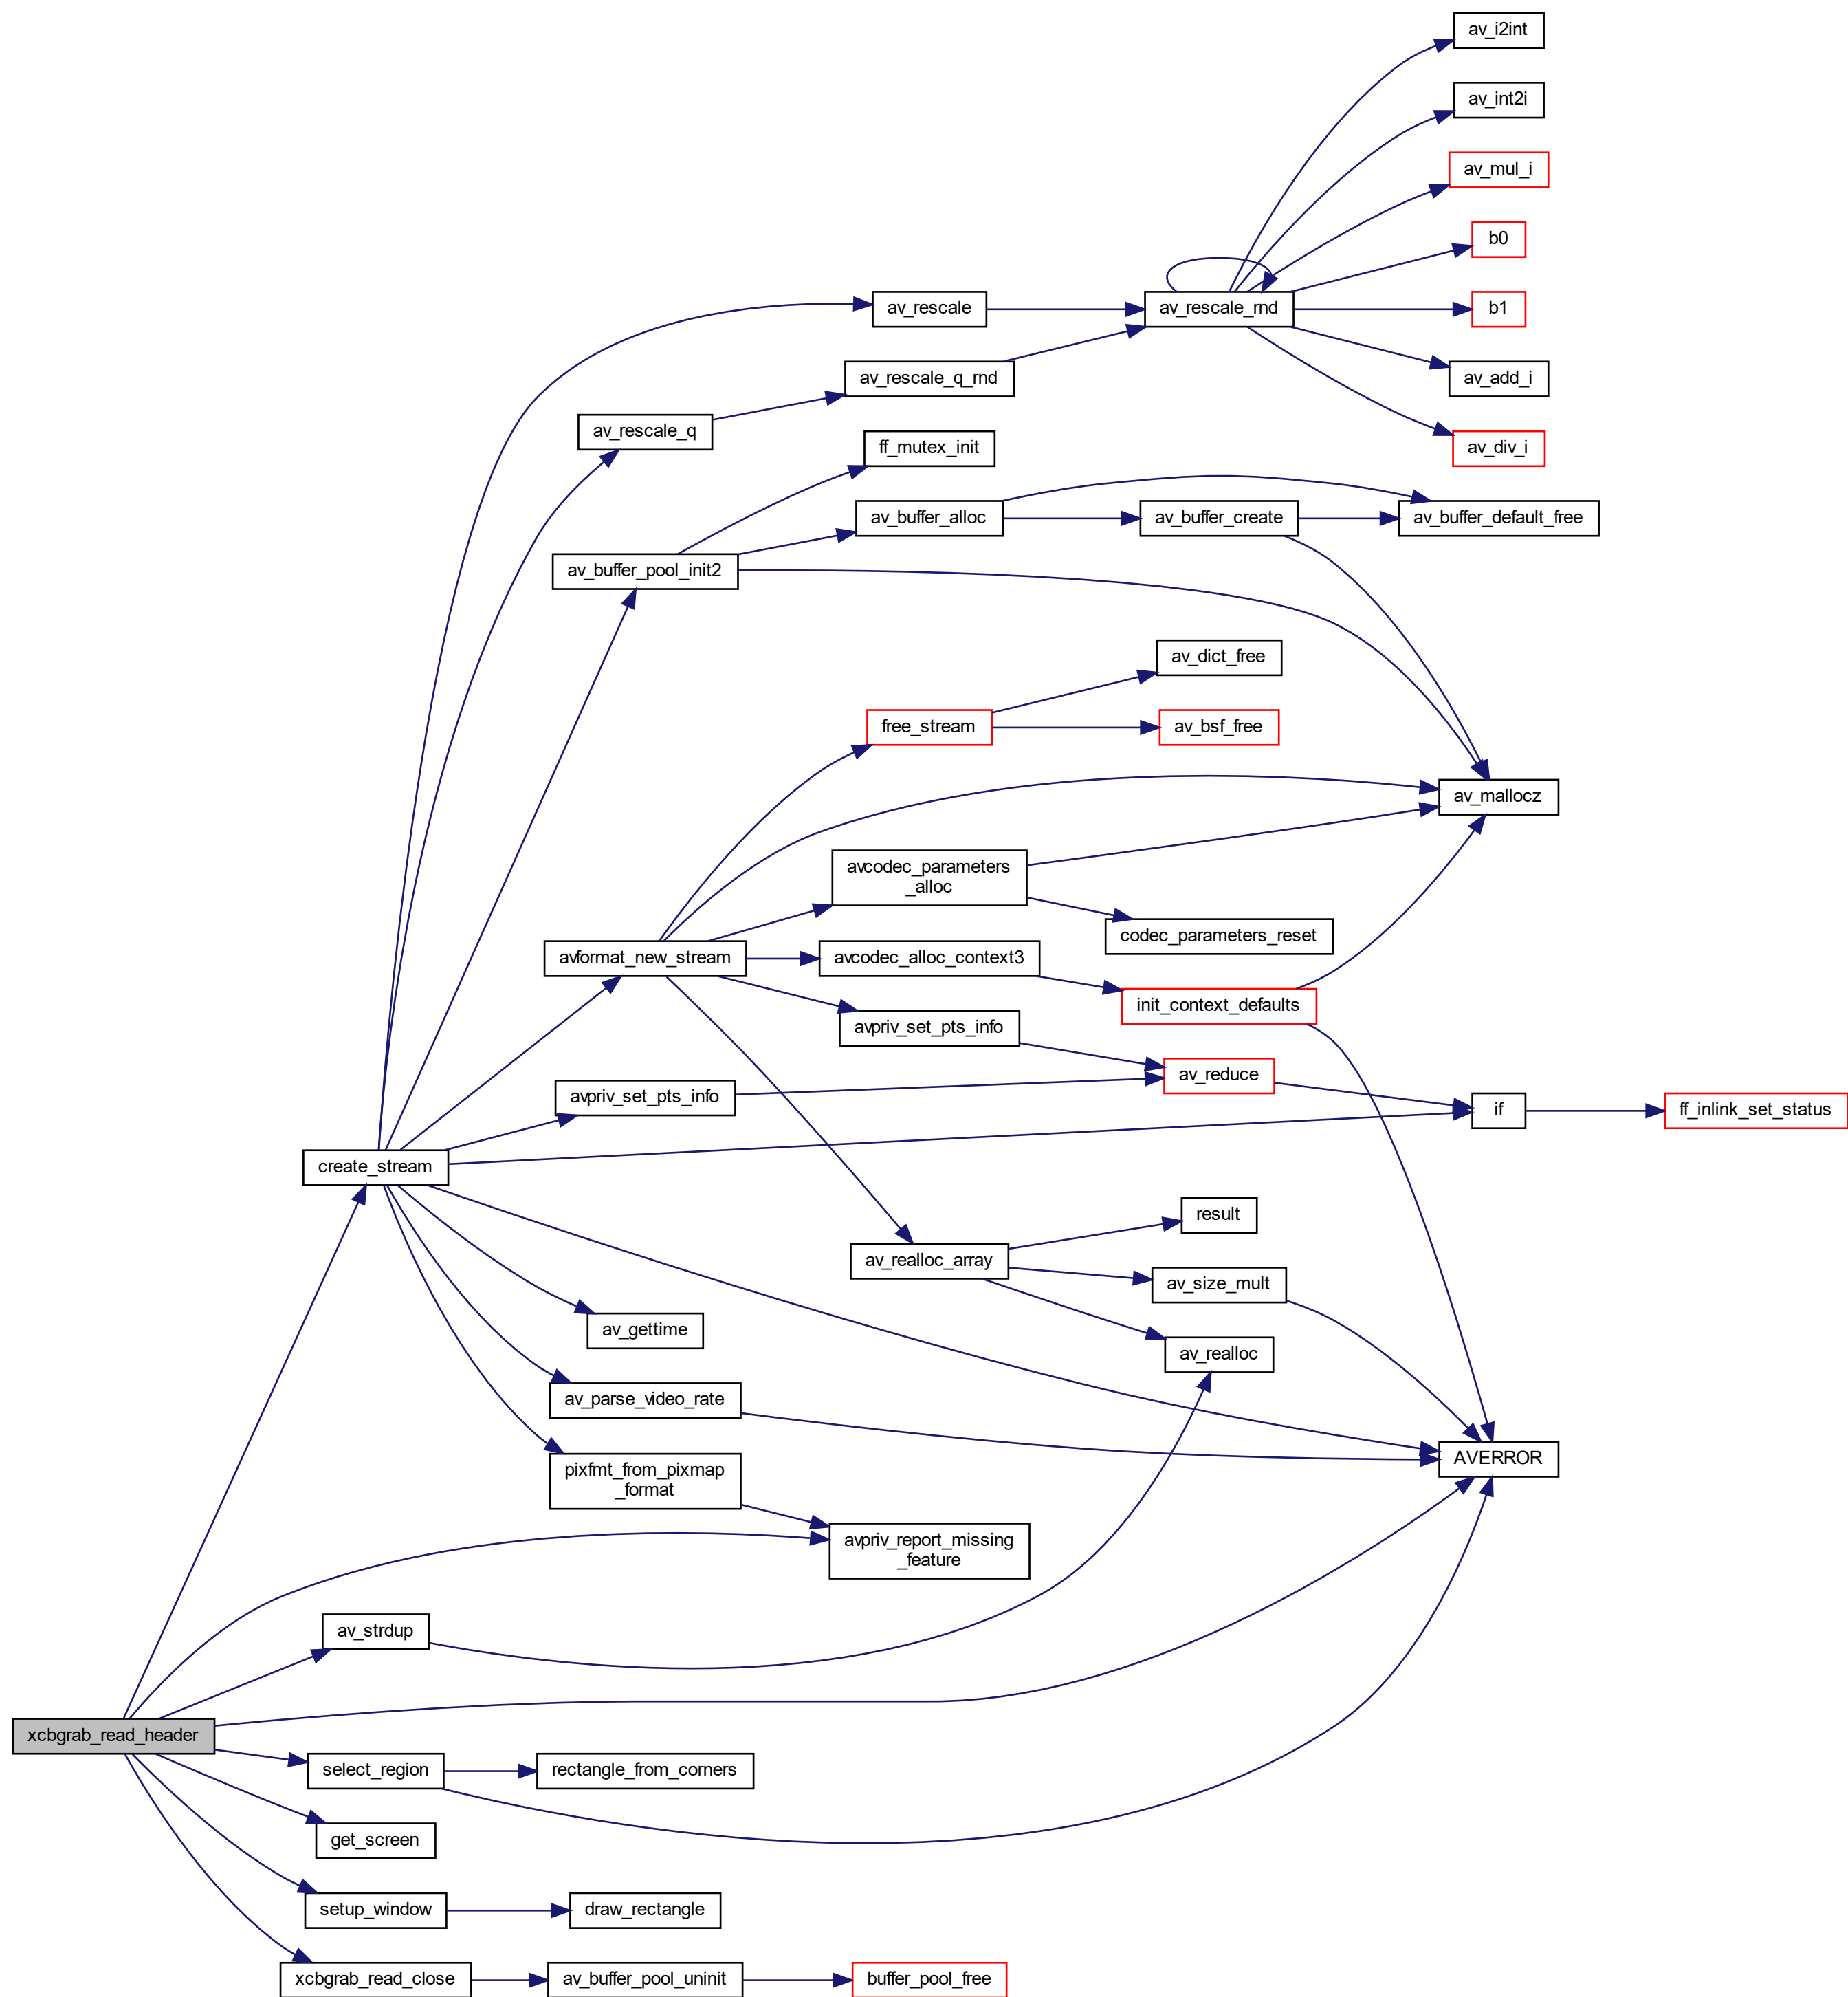 av_i2int
av_int2i
av_mul_i
b0
b1
av_add_i
av_div_i
av_rescale
av_rescale_rnd
av_rescale_q_rnd
av_rescale_q
ff_mutex_init
av_buffer_alloc
av_buffer_create
av_buffer_default_free
av_buffer_pool_init2
av_dict_free
free_stream
av_bsf_free
av_mallocz
avcodec_parameters
_alloc
codec_parameters_reset
avformat_new_stream
avcodec_alloc_context3
init_context_defaults
avpriv_set_pts_info
av_reduce
avpriv_set_pts_info
if
ff_inlink_set_status
create_stream
result
av_realloc_array
av_size_mult
av_gettime
av_realloc
av_parse_video_rate
AVERROR
pixfmt_from_pixmap
_format
avpriv_report_missing
_feature
av_strdup
xcbgrab_read_header
select_region
rectangle_from_corners
get_screen
setup_window
draw_rectangle
xcbgrab_read_close
av_buffer_pool_uninit
buffer_pool_free